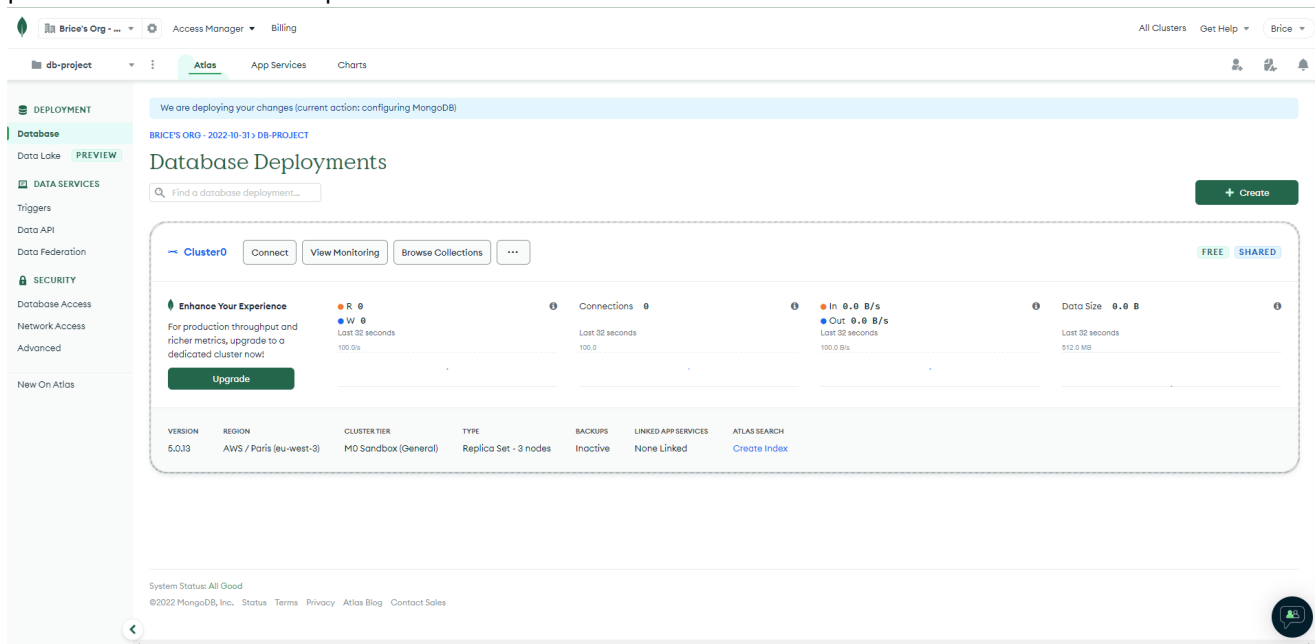 Brice's Org - ...
Access Manager
Billing
All Clusters
Get Help
Brice
db-project
Atlas
App Services
Charts
DEPLOYMENT
Database
Data Lake PREVIEW
DATA SERVICES
Triggers
Data API
Data Federation
SECURITY
Database Access
Network Access
Advanced
New On Atlas
We are deploying your changes (current action: configuring MongoDB)
BRICE'S ORG - 2022-10-31 > DB-PROJECT
Database Deployments
Find a database deployment...
+ Create
Cluster0
Connect
View Monitoring
Browse Collections
...
FREE
SHARED
Enhance Your Experience
For production throughput and
richer metrics, upgrade to a
dedicated cluster now!
Upgrade
R 0
W 0
Last 32 seconds
100.0/s
Connections 0
Last 32 seconds
100.0
In 0.0 B/s
Out 0.0 B/s
Last 32 seconds
100.0 B/s
Data Size 0.0 B
Last 32 seconds
512.0 MB
VERSION
5.0.13
REGION
AWS / Paris (eu-west-3)
CLUSTER TIER
M0 Sandbox (General)
TYPE
Replica Set - 3 nodes
BACKUPS
Inactive
LINKED APP SERVICES
None Linked
ATLAS SEARCH
Create Index
System Status: All Good
©2022 MongoDB, Inc. Status Terms Privacy Atlas Blog Contact Sales